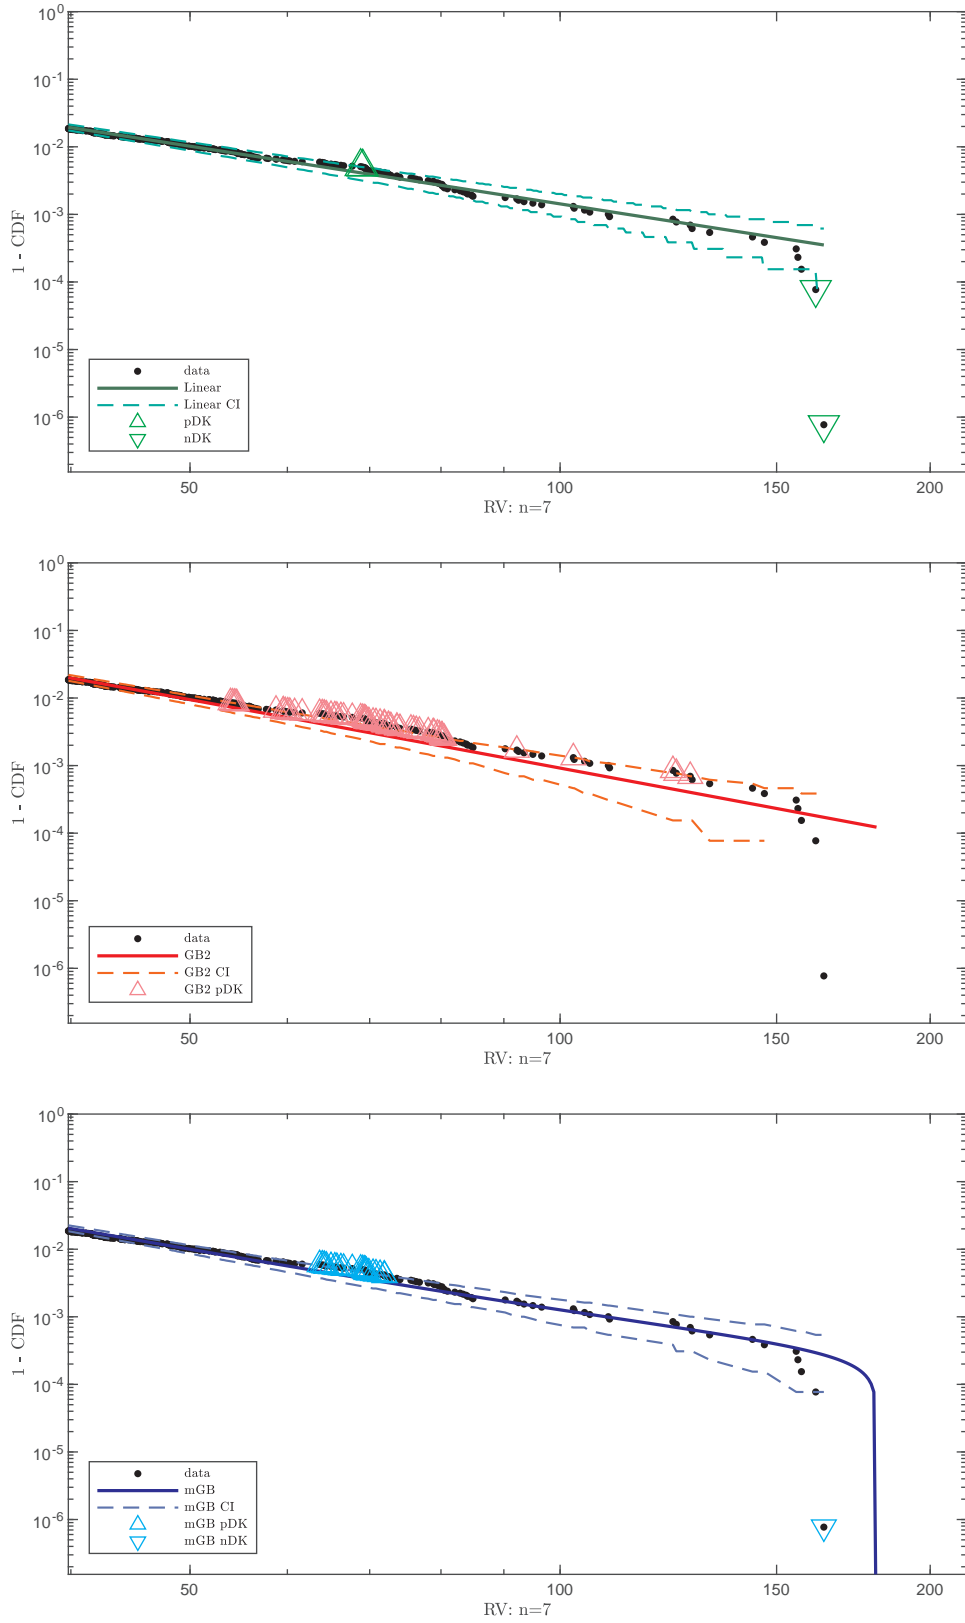 10^0
10^-1
10^-2
10^-3
10^-4
10^-5
10^-6
1 - CDF
data
Linear
Linear CI
pDK
nDK
50
100
150
200
RV: n=7
10^0
10^-1
10^-2
10^-3
10^-4
10^-5
10^-6
1 - CDF
data
GB2
GB2 CI
GB2 pDK
50
100
150
200
RV: n=7
10^0
10^-1
10^-2
10^-3
10^-4
10^-5
10^-6
1 - CDF
data
mGB
mGB CI
mGB pDK
mGB nDK
50
100
150
200
RV: n=7